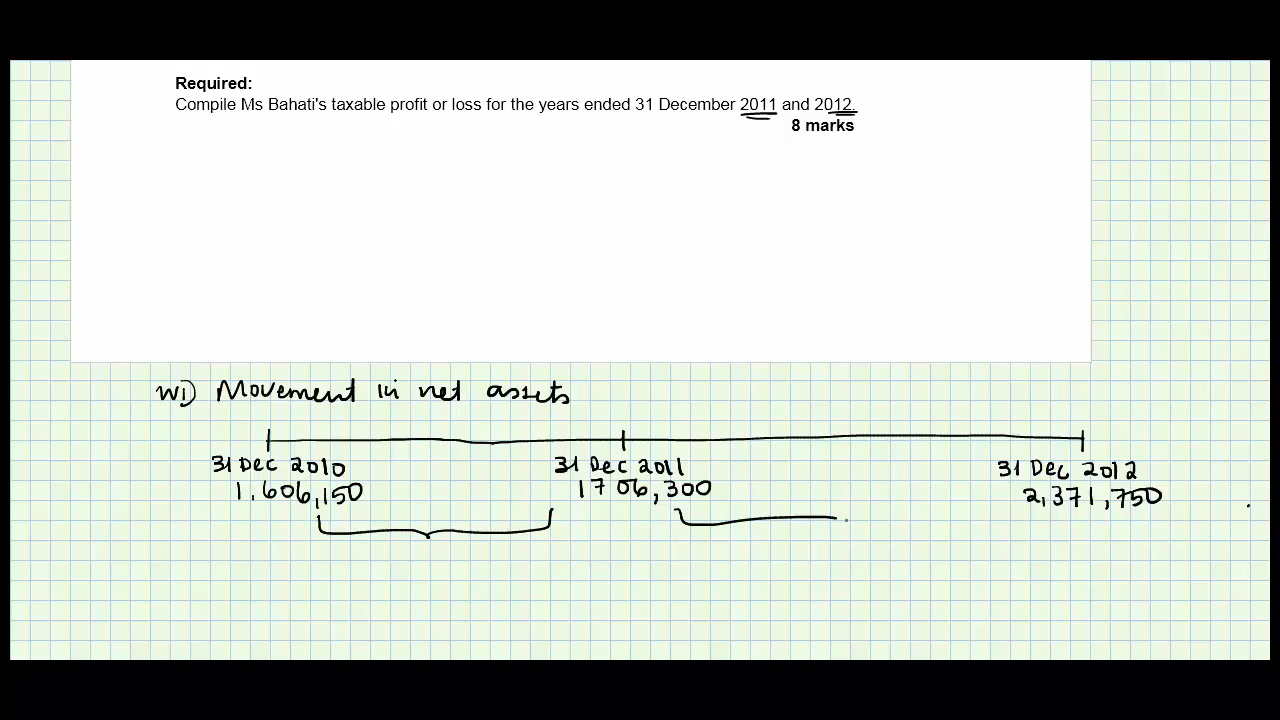 Required:
Compile Ms Bahati's taxable profit or loss for the years ended 31 December 2011 and 2012.
8 marks
W1) Movement in net assets
31 Dec 2010 31 Dec 2011 31 Dec 2012
1,606,150 1706,300 2,371,750